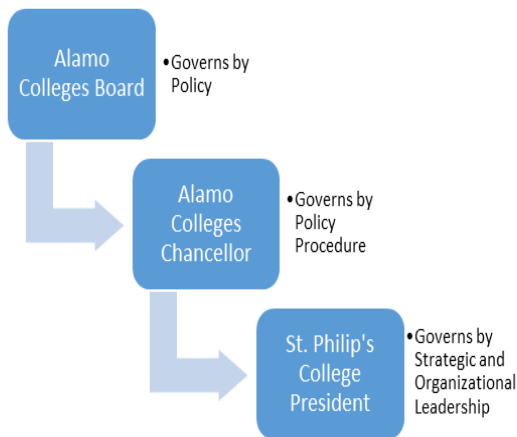 Alamo
Colleges Board
•Governs by
Policy
Alamo
Colleges
Chancellor
•Governs by
Policy
Procedure
St. Philip's
College
President
•Governs by
Strategic and
Organizational
Leadership